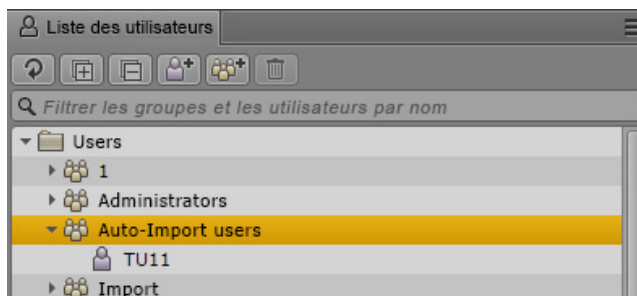 Liste des utilisateurs
Filtrer les groupes et les utilisateurs par nom
Users
1
Administrators
Auto-Import users
TU11
Import